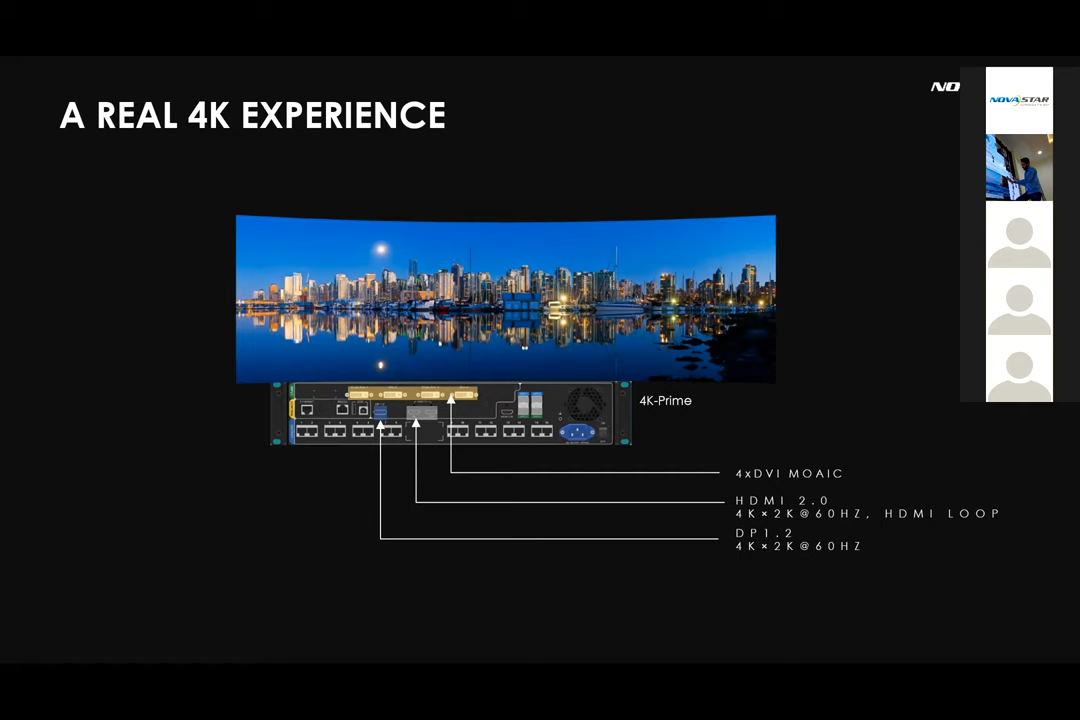 A REAL 4K EXPERIENCE
NO
NOVASTAR
4K-Prime
4xDVI MOAIC
HDMI 2.0
4K×2K@60HZ, HDMI LOOP
DP1.2
4K×2K@60HZ